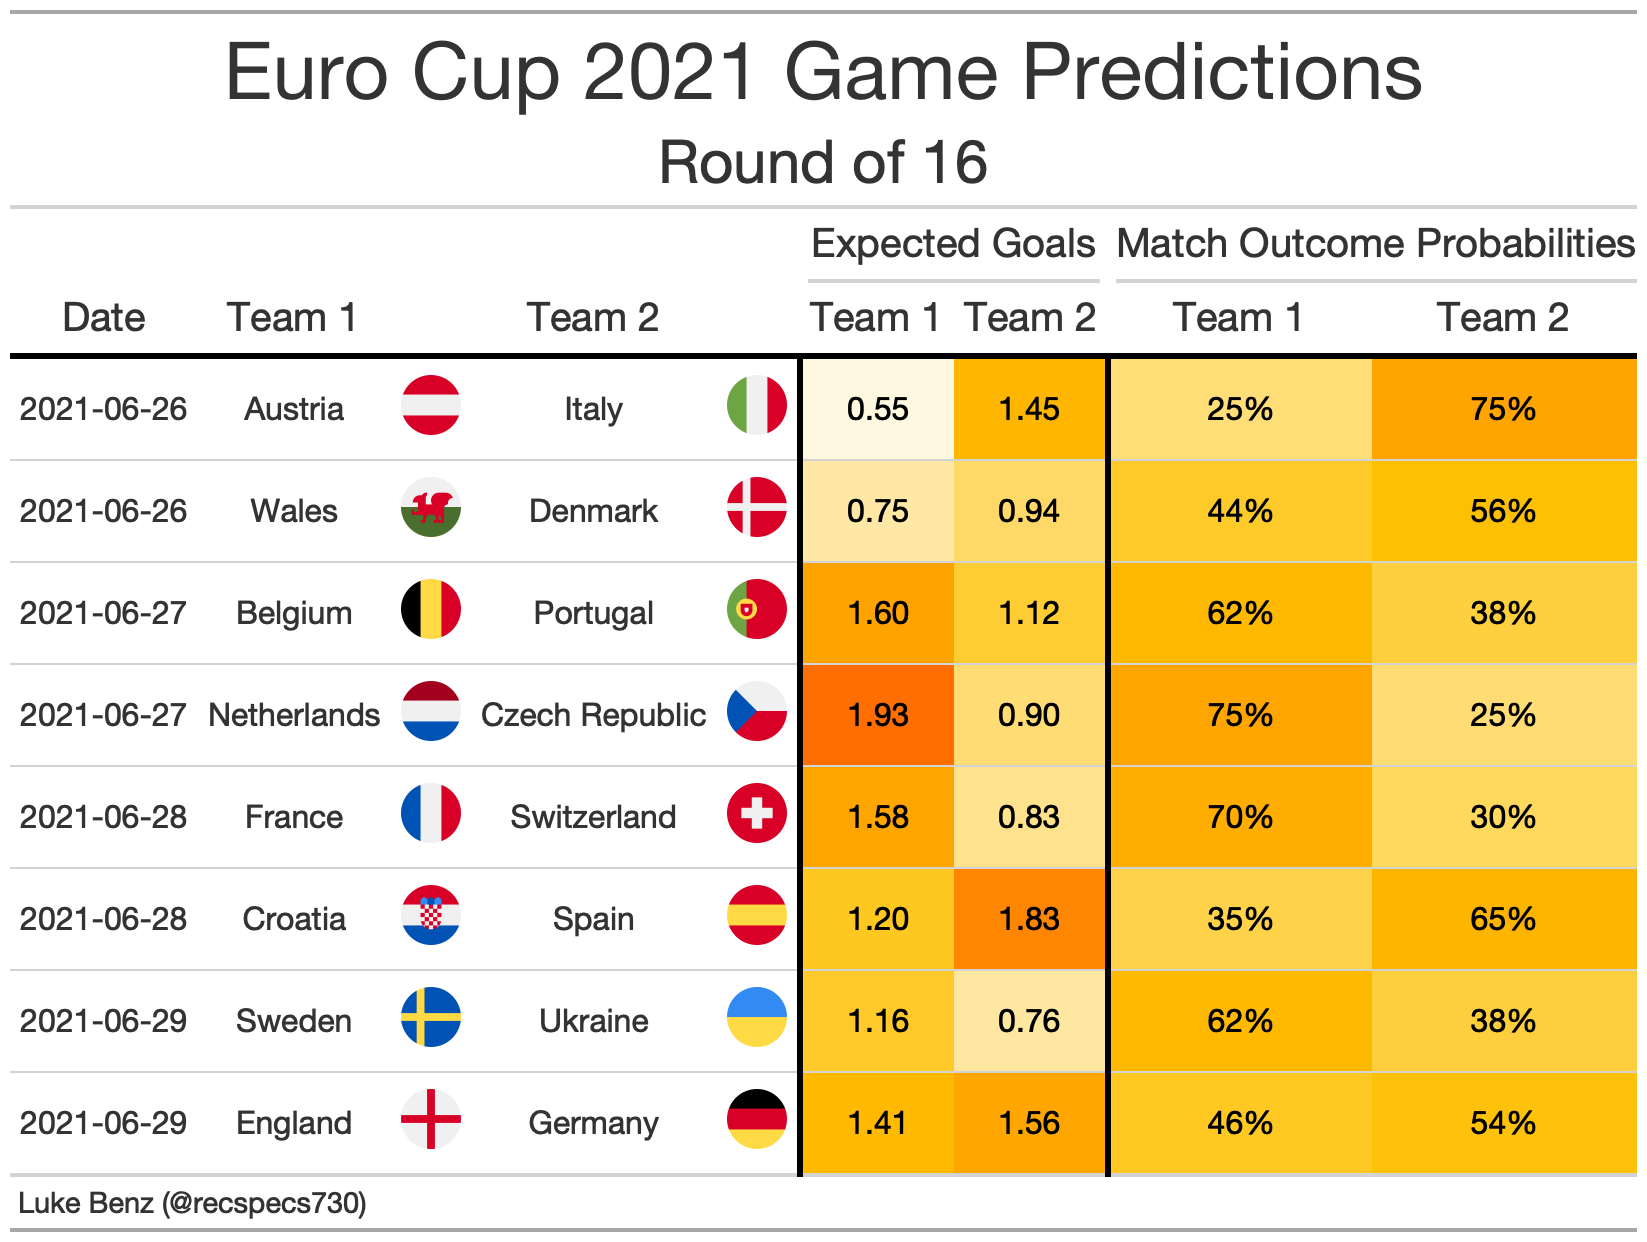 Euro Cup 2021 Game Predictions
Round of 16
Expected Goals Match Outcome Probabilities
Date Team 1 Team 2 Team 1 Team 2 Team 1 Team 2
2021-06-26 Austria Italy 0.55 1.45 25% 75%
2021-06-26 Wales Denmark 0.75 0.94 44% 56%
2021-06-27 Belgium Portugal 1.60 1.12 62% 38%
2021-06-27 Netherlands Czech Republic 1.93 0.90 75% 25%
2021-06-28 France Switzerland 1.58 0.83 70% 30%
2021-06-28 Croatia Spain 1.20 1.83 35% 65%
2021-06-29 Sweden Ukraine 1.16 0.76 62% 38%
2021-06-29 England Germany 1.41 1.56 46% 54%
Luke Benz (@recspecs730)